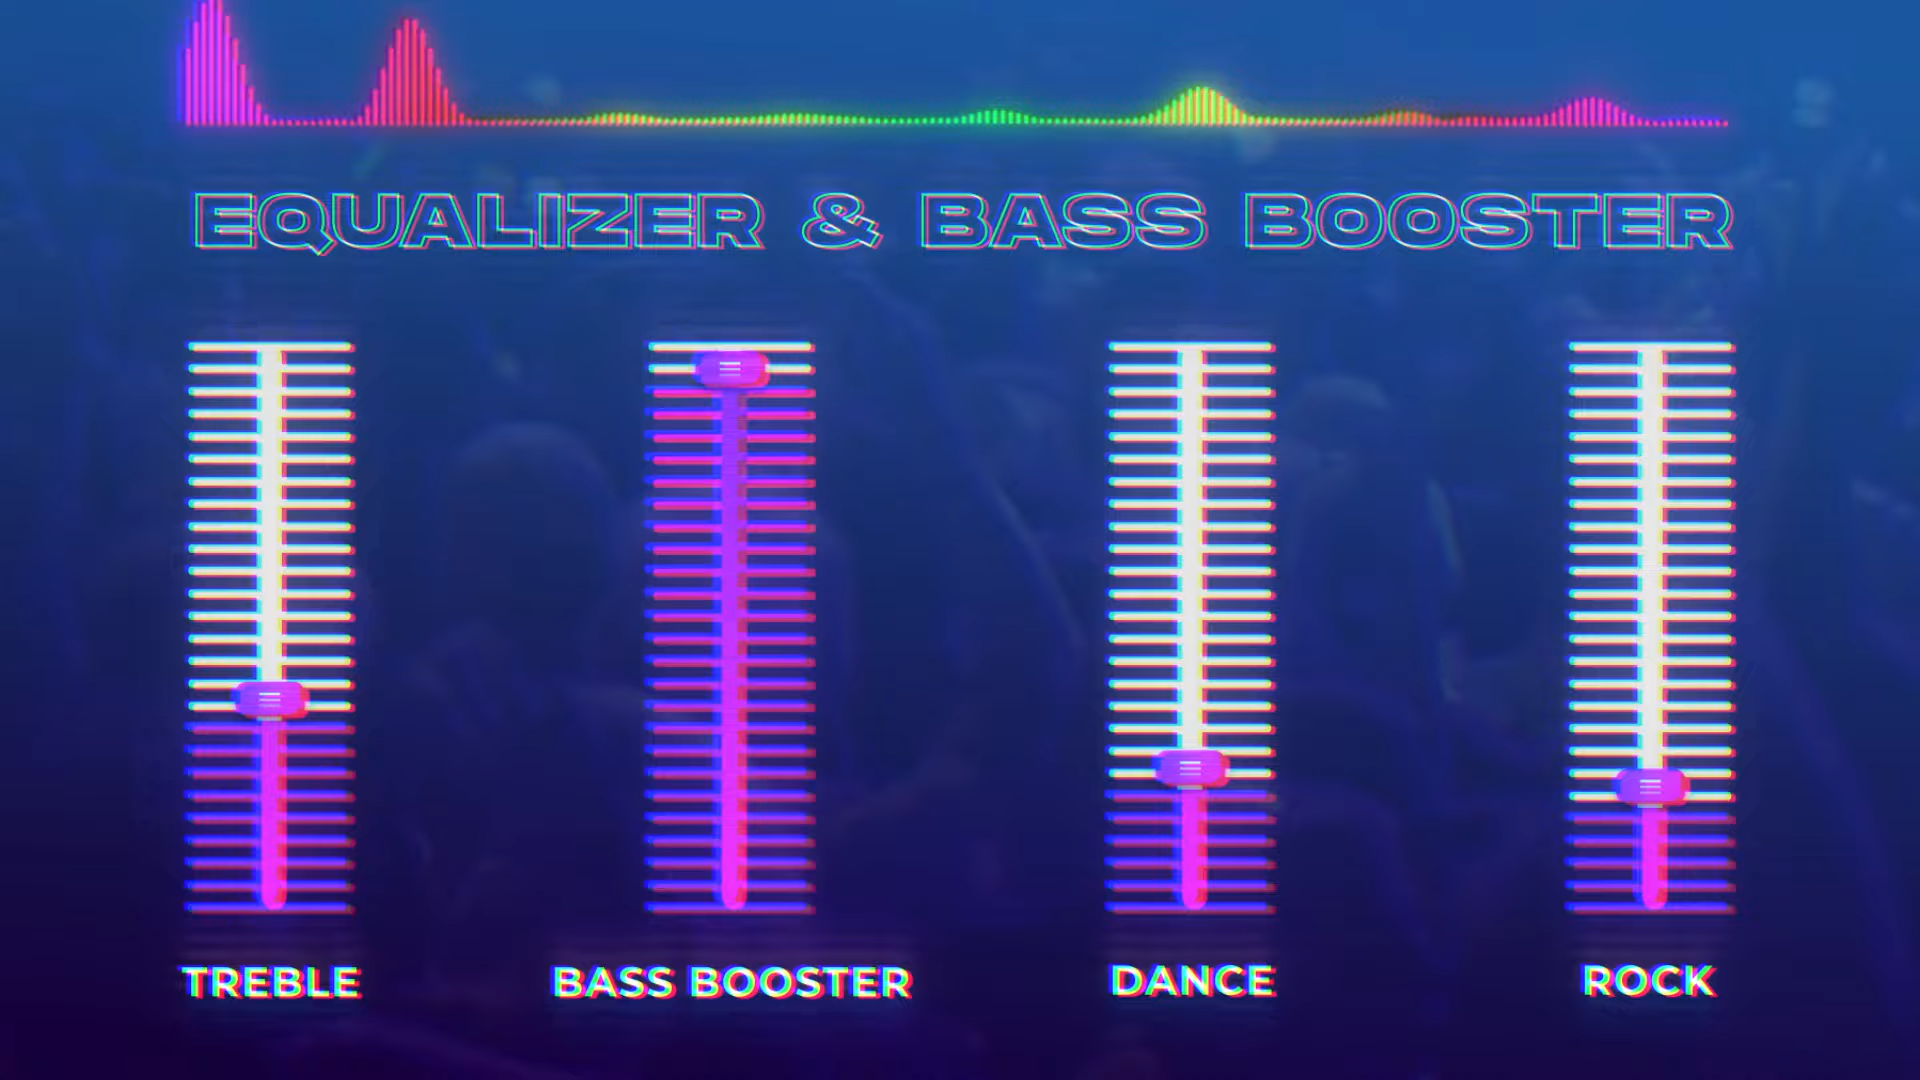 EQUALIZER & BASS BOOSTER
TREBLE
BASS BOOSTER
DANCE
ROCK